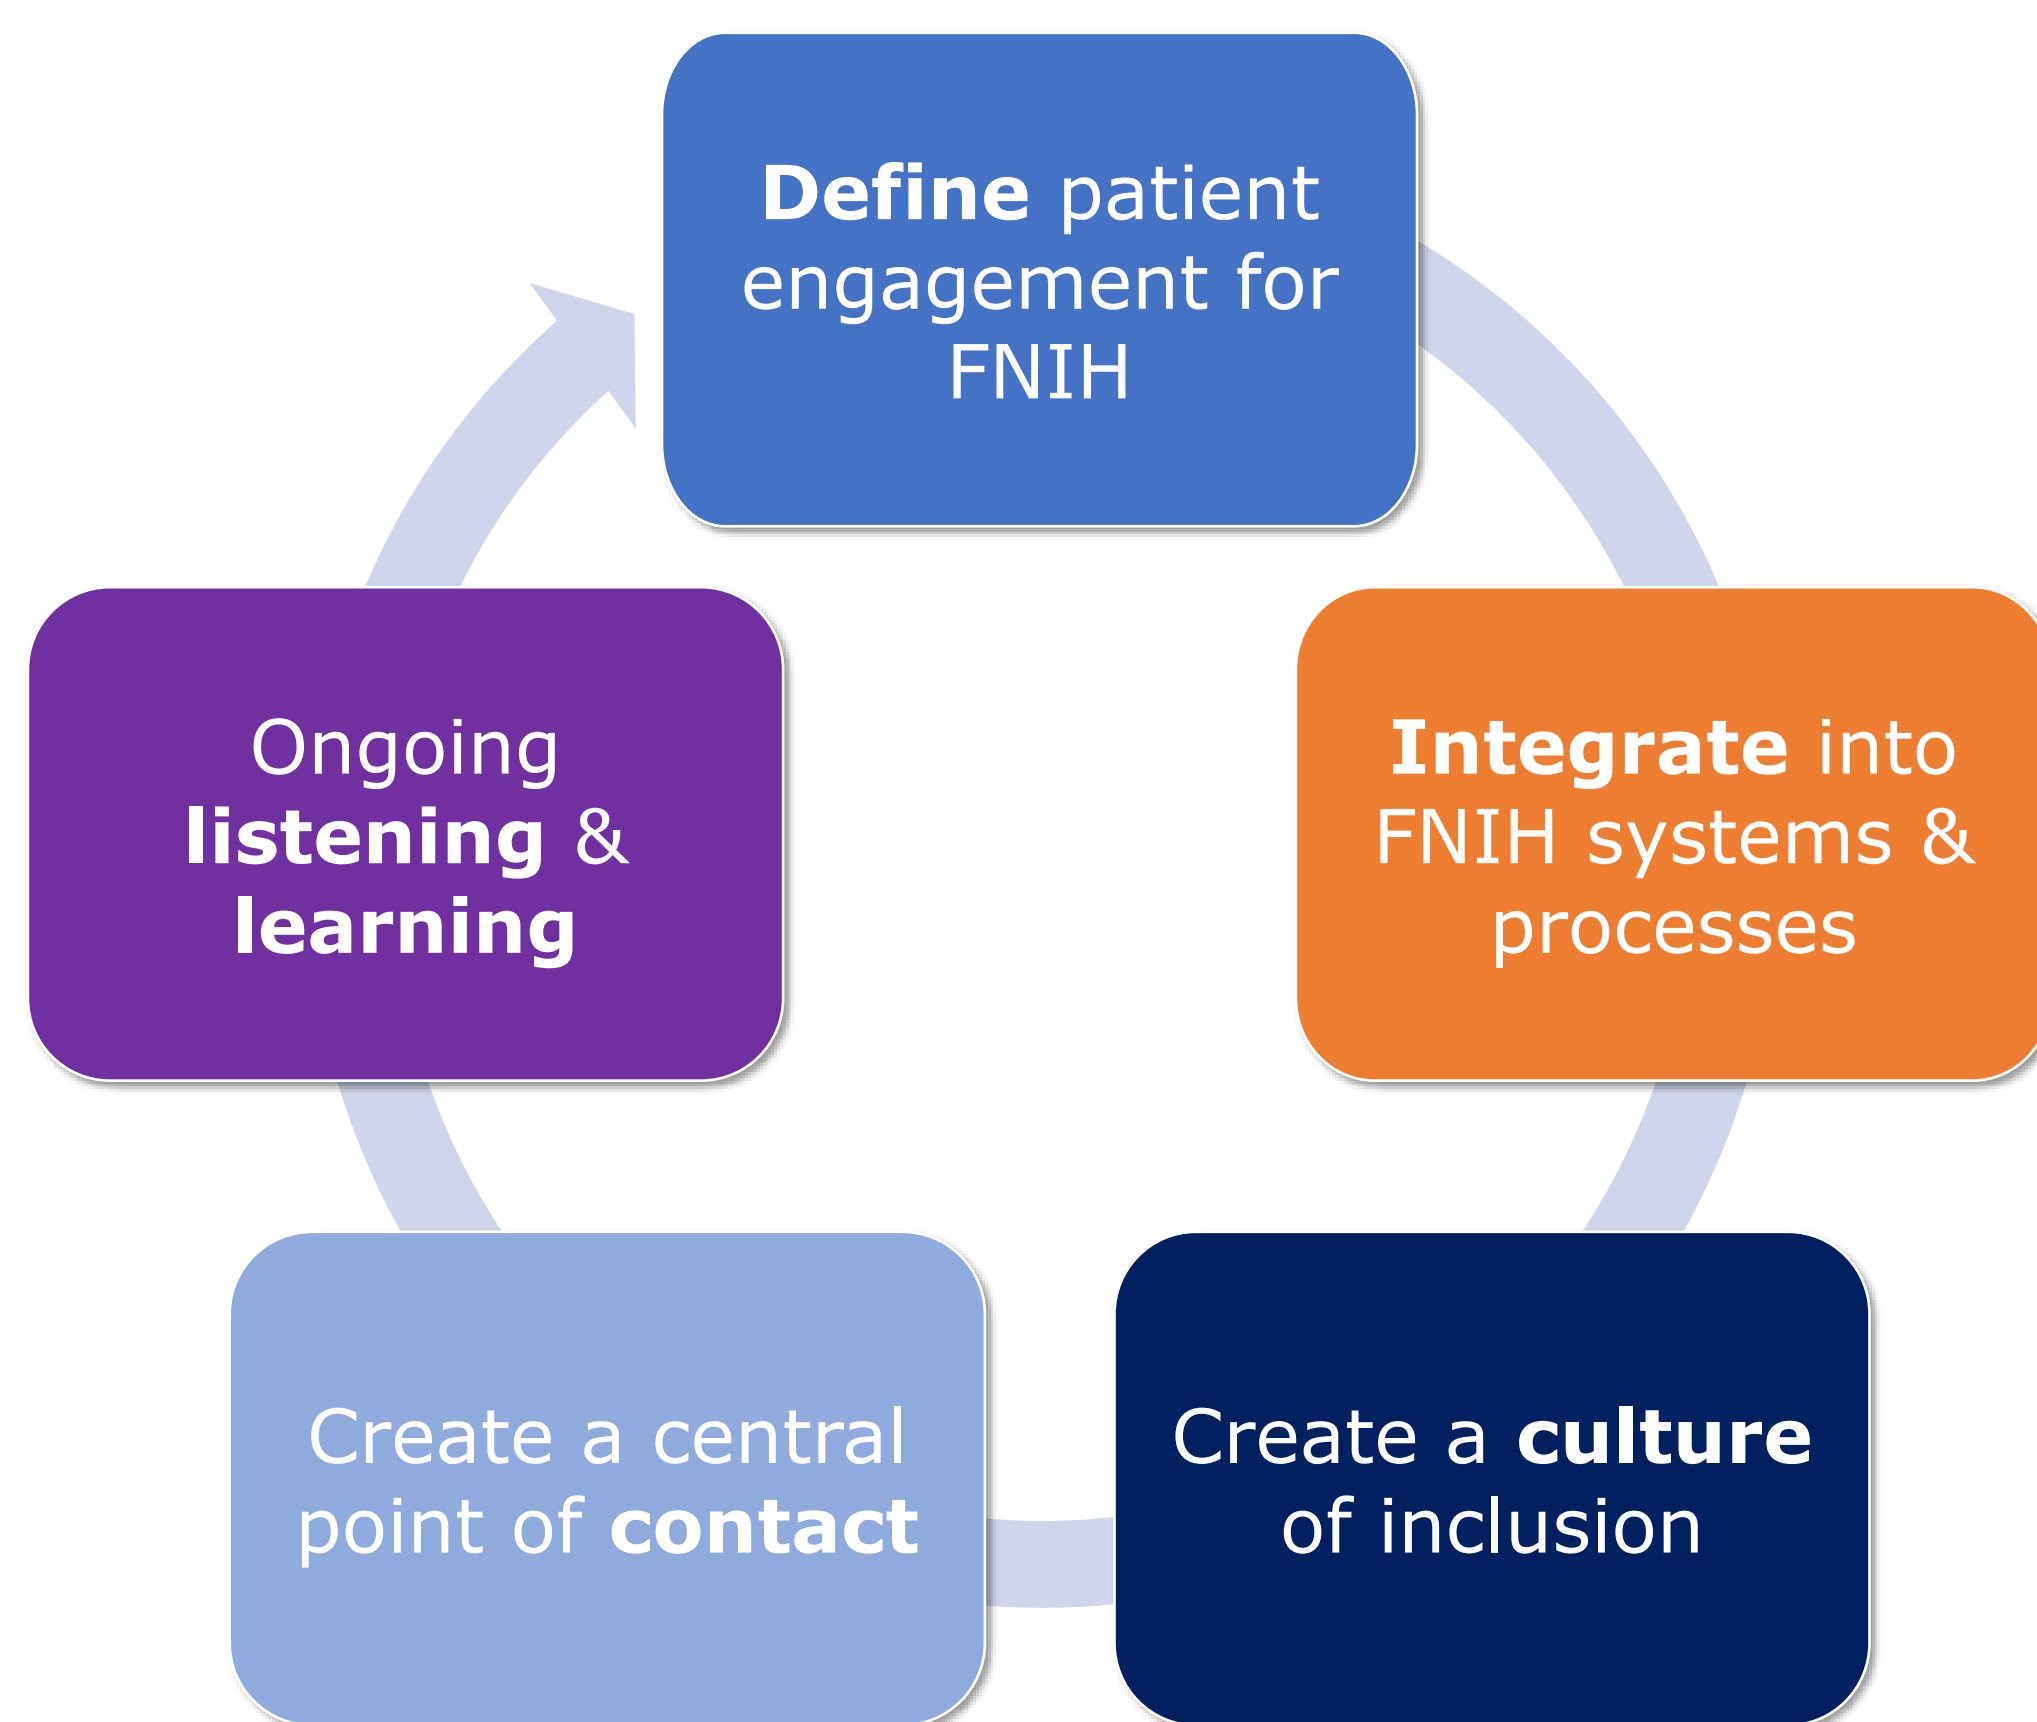 Define patient
engagement for
FNIH
Integrate into
FNIH systems &
processes
Create a culture
of inclusion
Create a central
point of contact
Ongoing
listening &
learning